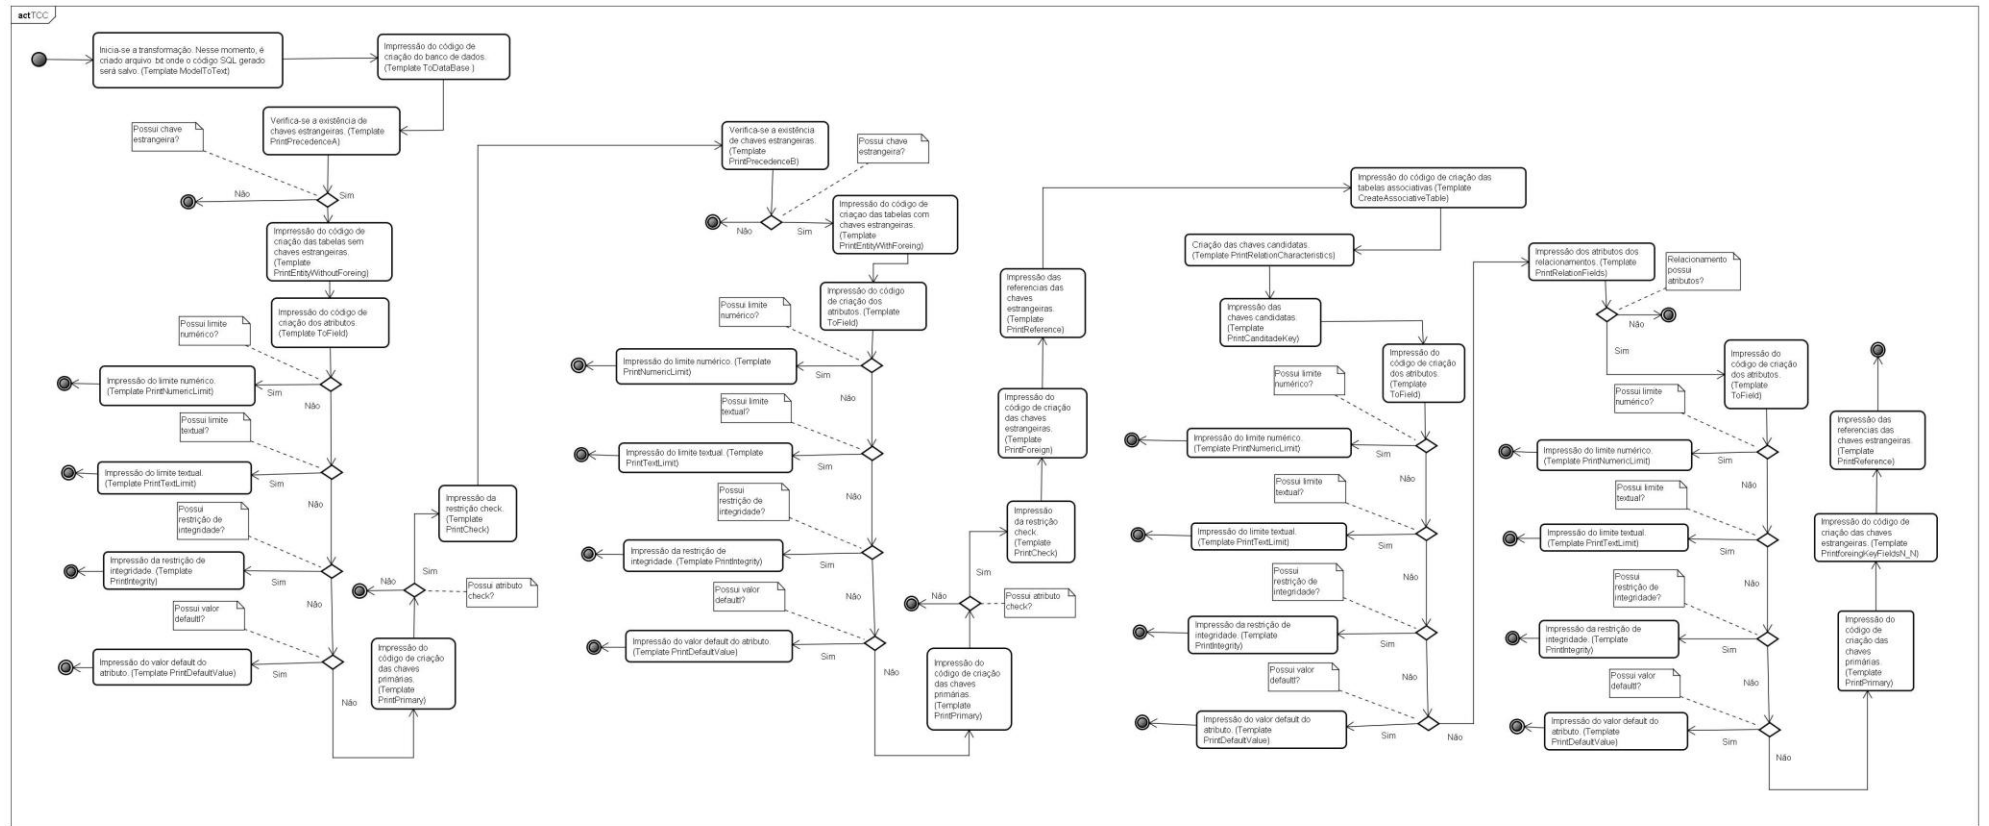 actTCC
Inicia-se a transformação. Nesse momento, é
criado arquivo .txt onde o código SQL gerado
será salvo. (Template ModelToText)
Imprressão do código de
criação do banco de dados.
(Template ToDataBase )
Verifica-se a existência de
chaves estrangeiras. (Template
PrintPrecedenceA)
Possui chave
estrangeira?
Não
Sim
Imprressão do código de
criação das tabelas sem
chaves estrangeiras.
(Template
PrintEntityWithoutForeing)
Impressão do código de
criação dos atributos.
(Template ToField)
Possui limite
numérico?
Impressão do limite numérico.
(Template PrintNumericLimit)
Sim
Não
Possui limite
textual?
Impressão do limite textual.
(Template PrintTextLimit)
Sim
Não
Possui
restrição de
integridade?
Impressão da restrição de
integridade. (Template
PrintIntegrity)
Sim
Não
Possui valor
defaultl?
Impressão do valor default do
atributo. (Template PrintDefaultValue)
Sim
Não
Impressão do
código de criação
das chaves
primárias.
(Template
PrintPrimary)
Não
Sim
Possui atributo
check?
Impressão da
restrição check.
(Template
PrintCheck)
Verifica-se a existência
de chaves estrangeiras.
(Template
PrintPrecedenceB)
Possui chave
estrangeira?
Não
Sim
Impressão do código de
criaçao das tabelas com
chaves estrangeiras.
(Template
PrintEntityWithForeing)
Impressão do código
de criação dos
atributos. (Template
ToField)
Possui limite
numérico?
Impressão do limite numérico. (Template
PrintNumericLimit)
Sim
Não
Possui limite
textual?
Impressão do limite textual. (Template
PrintTextLimit)
Sim
Não
Possui
restrição de
integridade?
Impressão da restrição de
integridade. (Template PrintIntegrity)
Sim
Não
Possui valor
defaultl?
Impressão do valor default do atributo.
(Template PrintDefaultValue)
Sim
Não
Impressão do
código de criação
das chaves
primárias.
(Template
PrintPrimary)
Não
Sim
Possui atributo
check?
Impressão
da restrição
check.
(Template
PrintCheck)
Impressão do
código de criação
das chaves
estrangeiras.
(Template
PrintForeign)
Impressão das
referencias das
chaves
estrangeiras.
(Template
PrintReference)
Impressão do código de criação das
tabelas associativas (Template
CreateAssociativeTable)
Criação das chaves candidatas.
(Template PrintRelationCharacteristics)
Impressão das
chaves candidatas.
(Template
PrintCanditadeKey)
Impressão do
código de criação
dos atributos.
(Template
ToField)
Possui limite
numérico?
Impressão do limite numérico.
(Template PrintNumericLimit)
Sim
Não
Possui limite
textual?
Impressão do limite textual.
(Template PrintTextLimit)
Sim
Não
Possui
restrição de
integridade?
Impressão da restrição de
integridade. (Template
PrintIntegrity)
Sim
Não
Possui valor
defaultl?
Impressão do valor default do
atributo. (Template
PrintDefaultValue)
Sim
Não
Impressão dos atributos dos
relacionamentos. (Template
PrintRelationFields)
Relacionamento
possui
atributos?
Não
Sim
Impressão do
código de criação
dos atributos.
(Template
ToField)
Possui limite
numérico?
Impressão do limite numérico.
(Template PrintNumericLimit)
Sim
Não
Possui limite
textual?
Impressão do limite textual.
(Template PrintTextLimit)
Sim
Não
Possui
restrição de
integridade?
Impressão da restrição de
integridade. (Template
PrintIntegrity)
Sim
Não
Possui valor
defaultl?
Impressão do valor default do
atributo. (Template
PrintDefaultValue)
Sim
Não
Impressão do
código de
criação das
chaves
primárias.
(Template
PrintPrimary)
Impressão do código de
criação das chaves
estrangeiras. (Template
PrintforeingKeyFieldsN_N)
Impressão das
referencias das
chaves estrangeiras.
(Template
PrintReference)